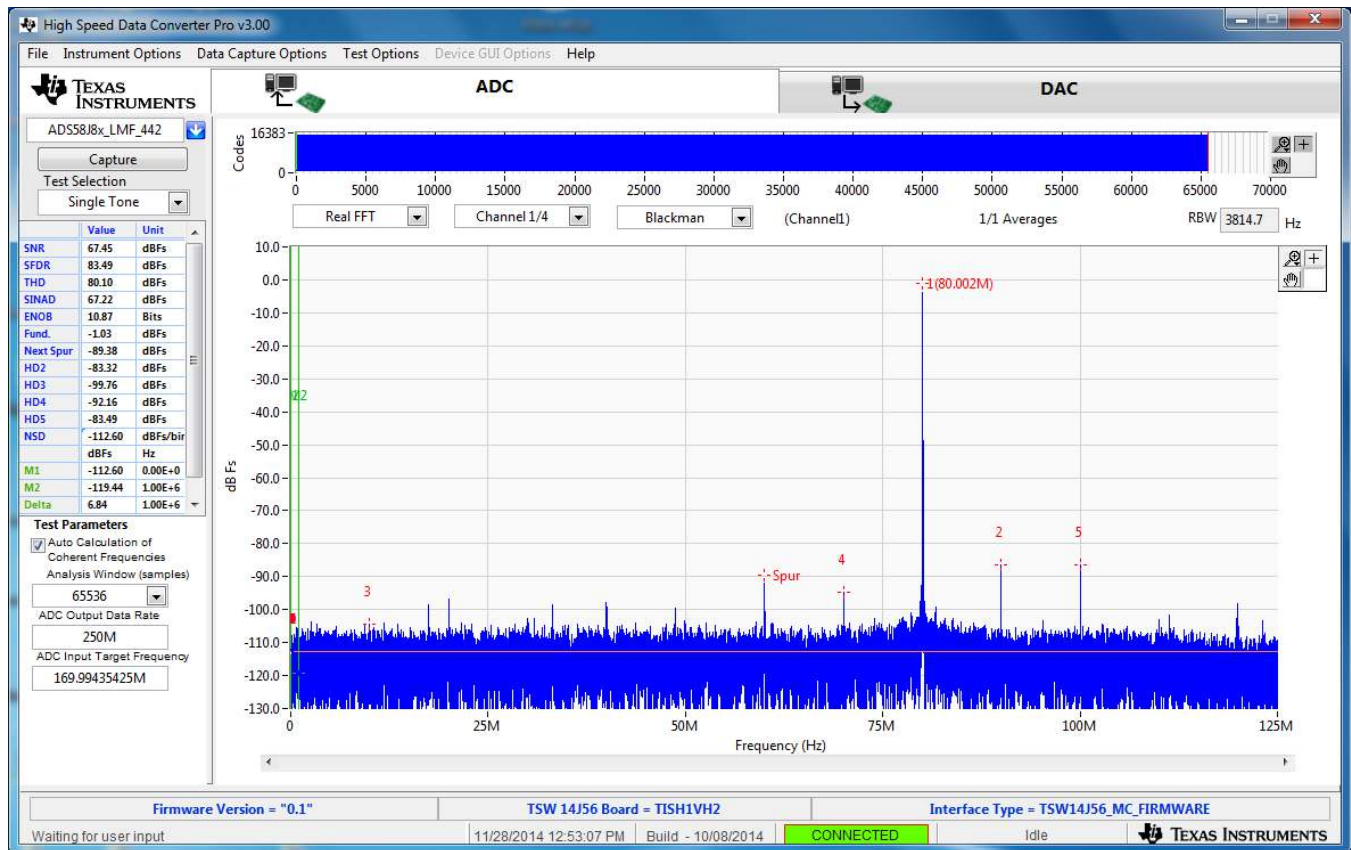 High Speed Data Converter Pro v3.00
File Instrument Options Data Capture Options Test Options Device GUI Options Help
TEXAS INSTRUMENTS
ADC
DAC
ADS58J8x_LMF_442
Capture
Test Selection
Single Tone
Value Unit
SNR 67.45 dBFs
SFDR 83.49 dBFs
THD 80.10 dBFs
SINAD 67.22 dBFs
ENOB 10.87 Bits
Fund. -1.03 dBFs
Next Spur -89.38 dBFs
HD2 -83.32 dBFs
HD3 -99.76 dBFs
HD4 -92.16 dBFs
HD5 -83.49 dBFs
NSD -112.60 dBFs/bin
dBFs Hz
M1 -112.60 0.00E+0
M2 -119.44 1.00E+6
Delta 6.84 1.00E+6
Test Parameters
Auto Calculation of
Coherent Frequencies
Analysis Window (samples)
65536
ADC Output Data Rate
250M
ADC Input Target Frequency
169.99435425M
Codes
16383
0
0 5000 10000 15000 20000 25000 30000 35000 40000 45000 50000 55000 60000 65000 70000
Real FFT Channel 1/4 Blackman (Channel1) 1/1 Averages RBW 3814.7 Hz
dB Fs
10.0
0.0
-10.0
-20.0
-30.0
-40.0
-50.0
-60.0
-70.0
-80.0
-90.0
-100.0
-110.0
-120.0
-130.0
1(80.002M)
2
5
4
Spur
3
0 25M 50M 75M 100M 125M
Frequency (Hz)
Firmware Version = "0.1" TSW 14J56 Board = TISH1VH2 Interface Type = TSW14J56_MC_FIRMWARE
Waiting for user input 11/28/2014 12:53:07 PM Build - 10/08/2014 CONNECTED Idle TEXAS INSTRUMENTS